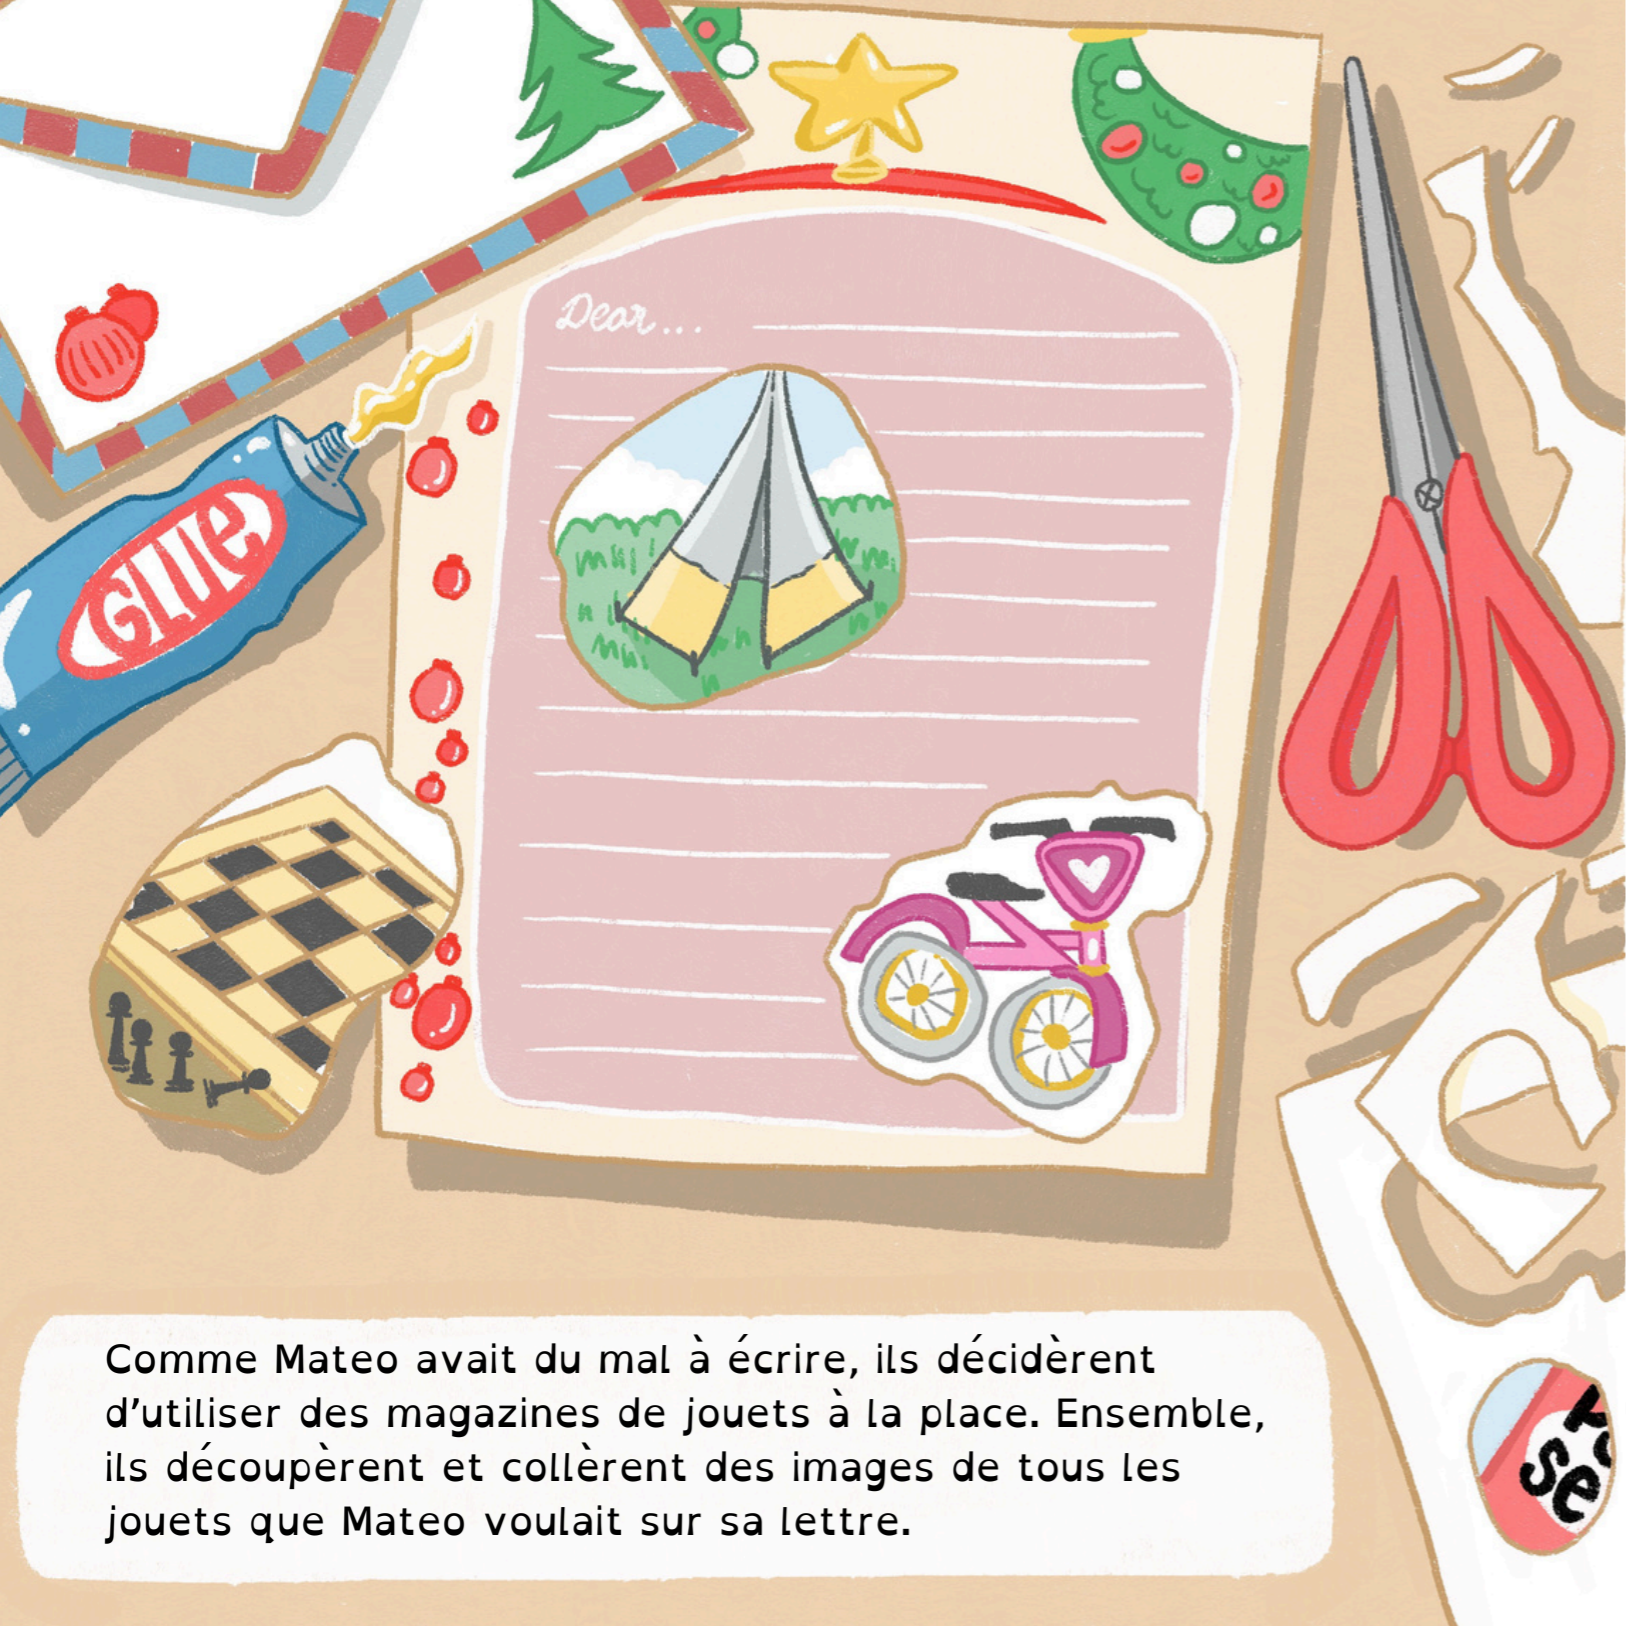 Dear...
Glue
Comme Mateo avait du mal à écrire, ils décidèrent
d’utiliser des magazines de jouets à la place. Ensemble,
ils découpèrent et collèrent des images de tous les
jouets que Mateo voulait sur sa lettre.